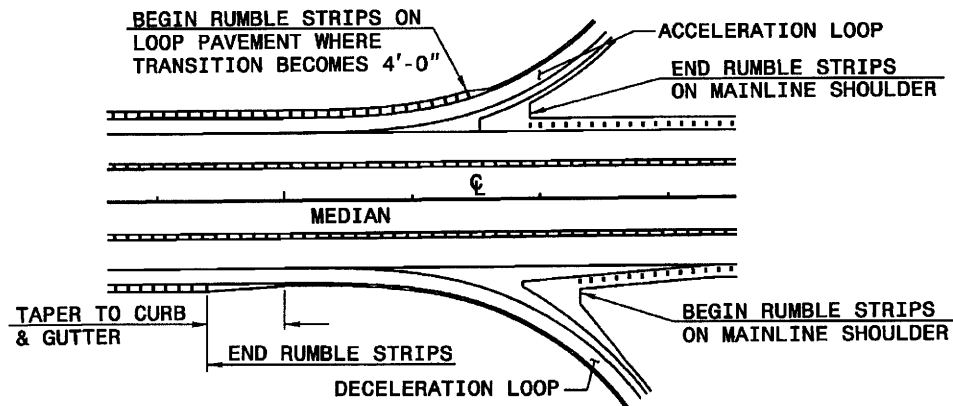 BEGIN RUMBLE STRIPS ON
LOOP PAVEMENT WHERE
TRANSITION BECOMES 4'-0"
ACCELERATION LOOP
END RUMBLE STRIPS
ON MAINLINE SHOULDER
℄
MEDIAN
TAPER TO CURB
& GUTTER
END RUMBLE STRIPS
DECELERATION LOOP
BEGIN RUMBLE STRIPS
ON MAINLINE SHOULDER